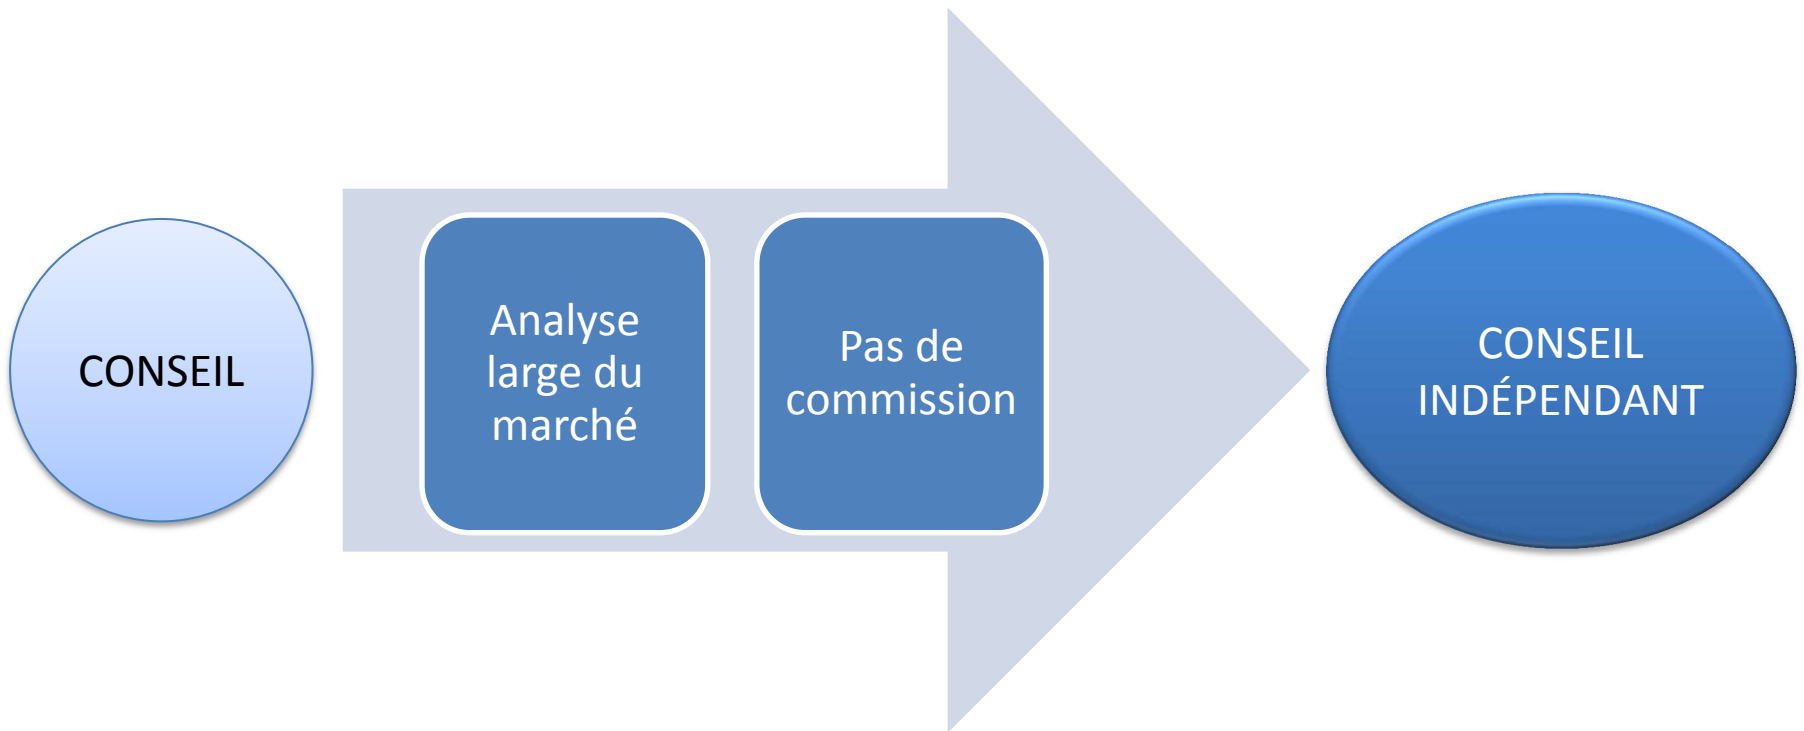 CONSEIL
Analyse
large du
marché
Pas de
commission
CONSEIL
INDÉPENDANT